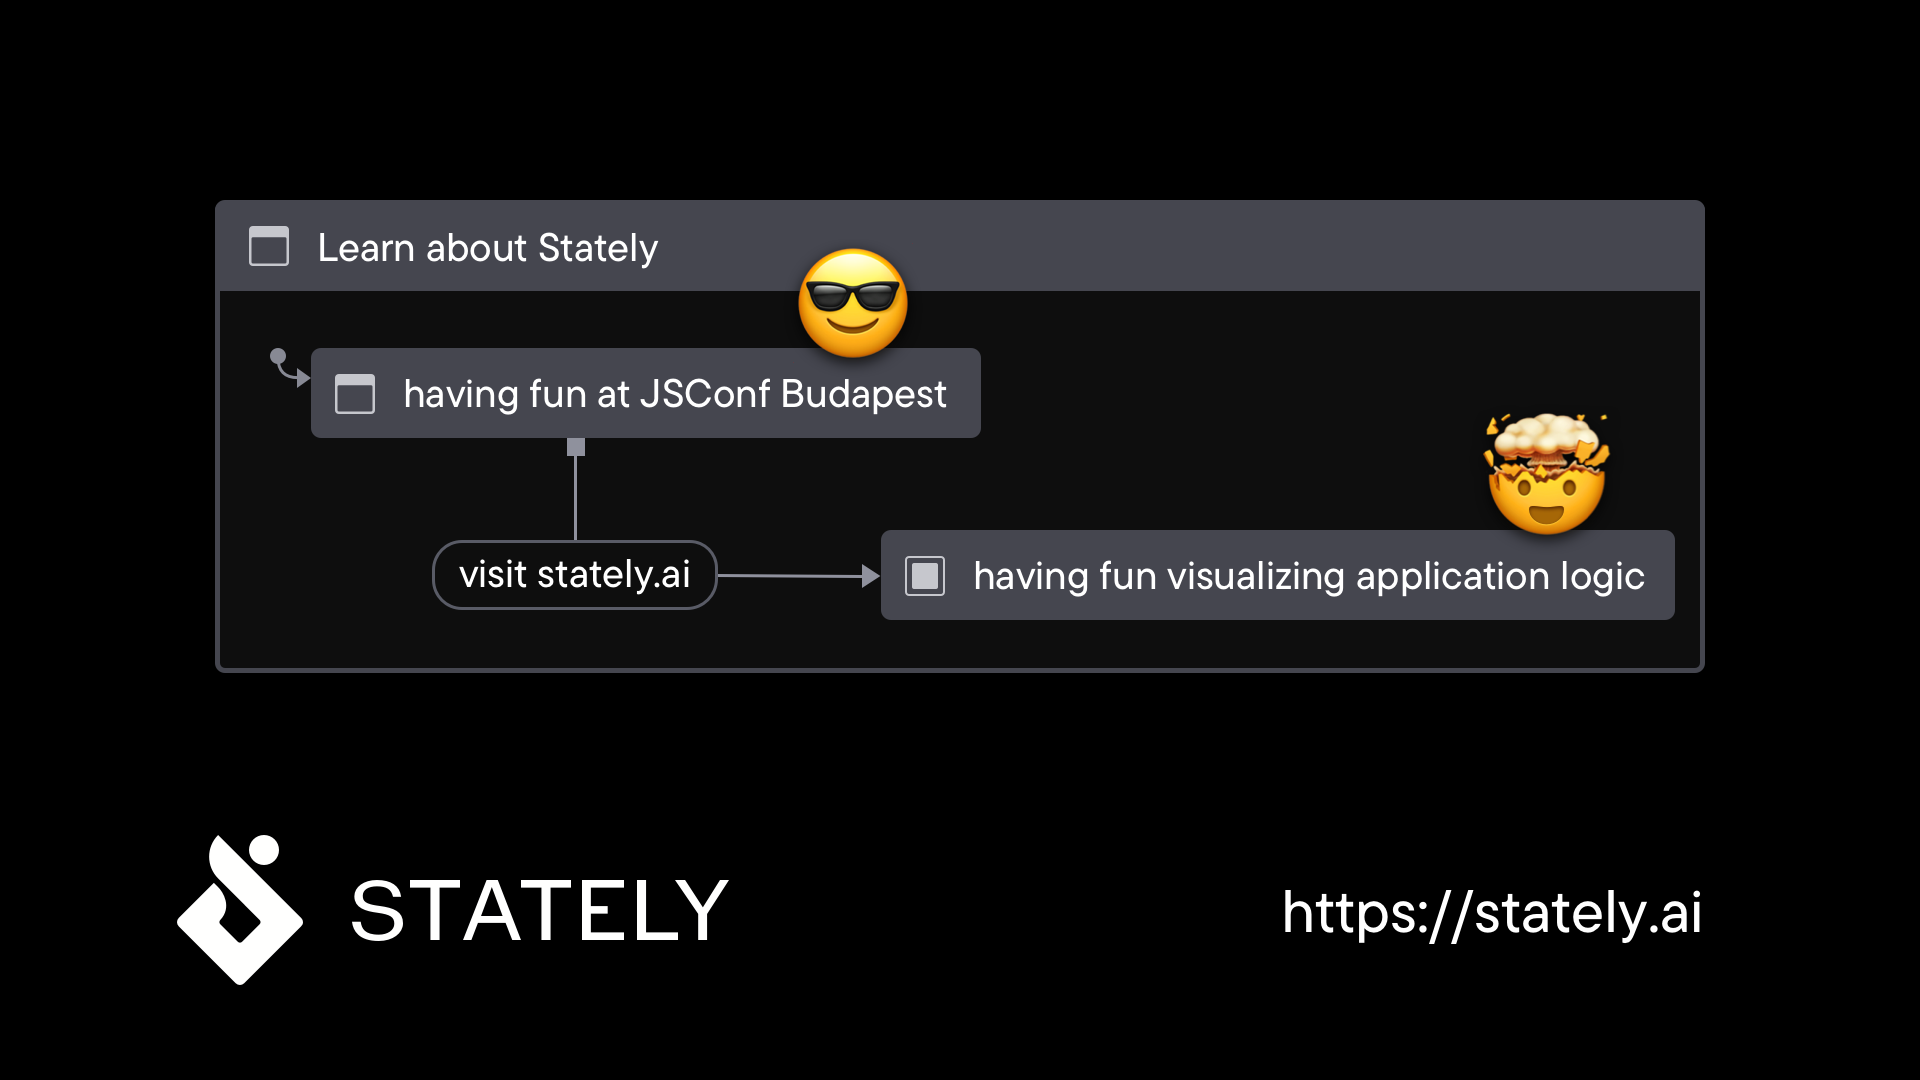 Learn about Stately
having fun at JSConf Budapest
visit stately.ai
having fun visualizing application logic
STATELY
https://stately.ai